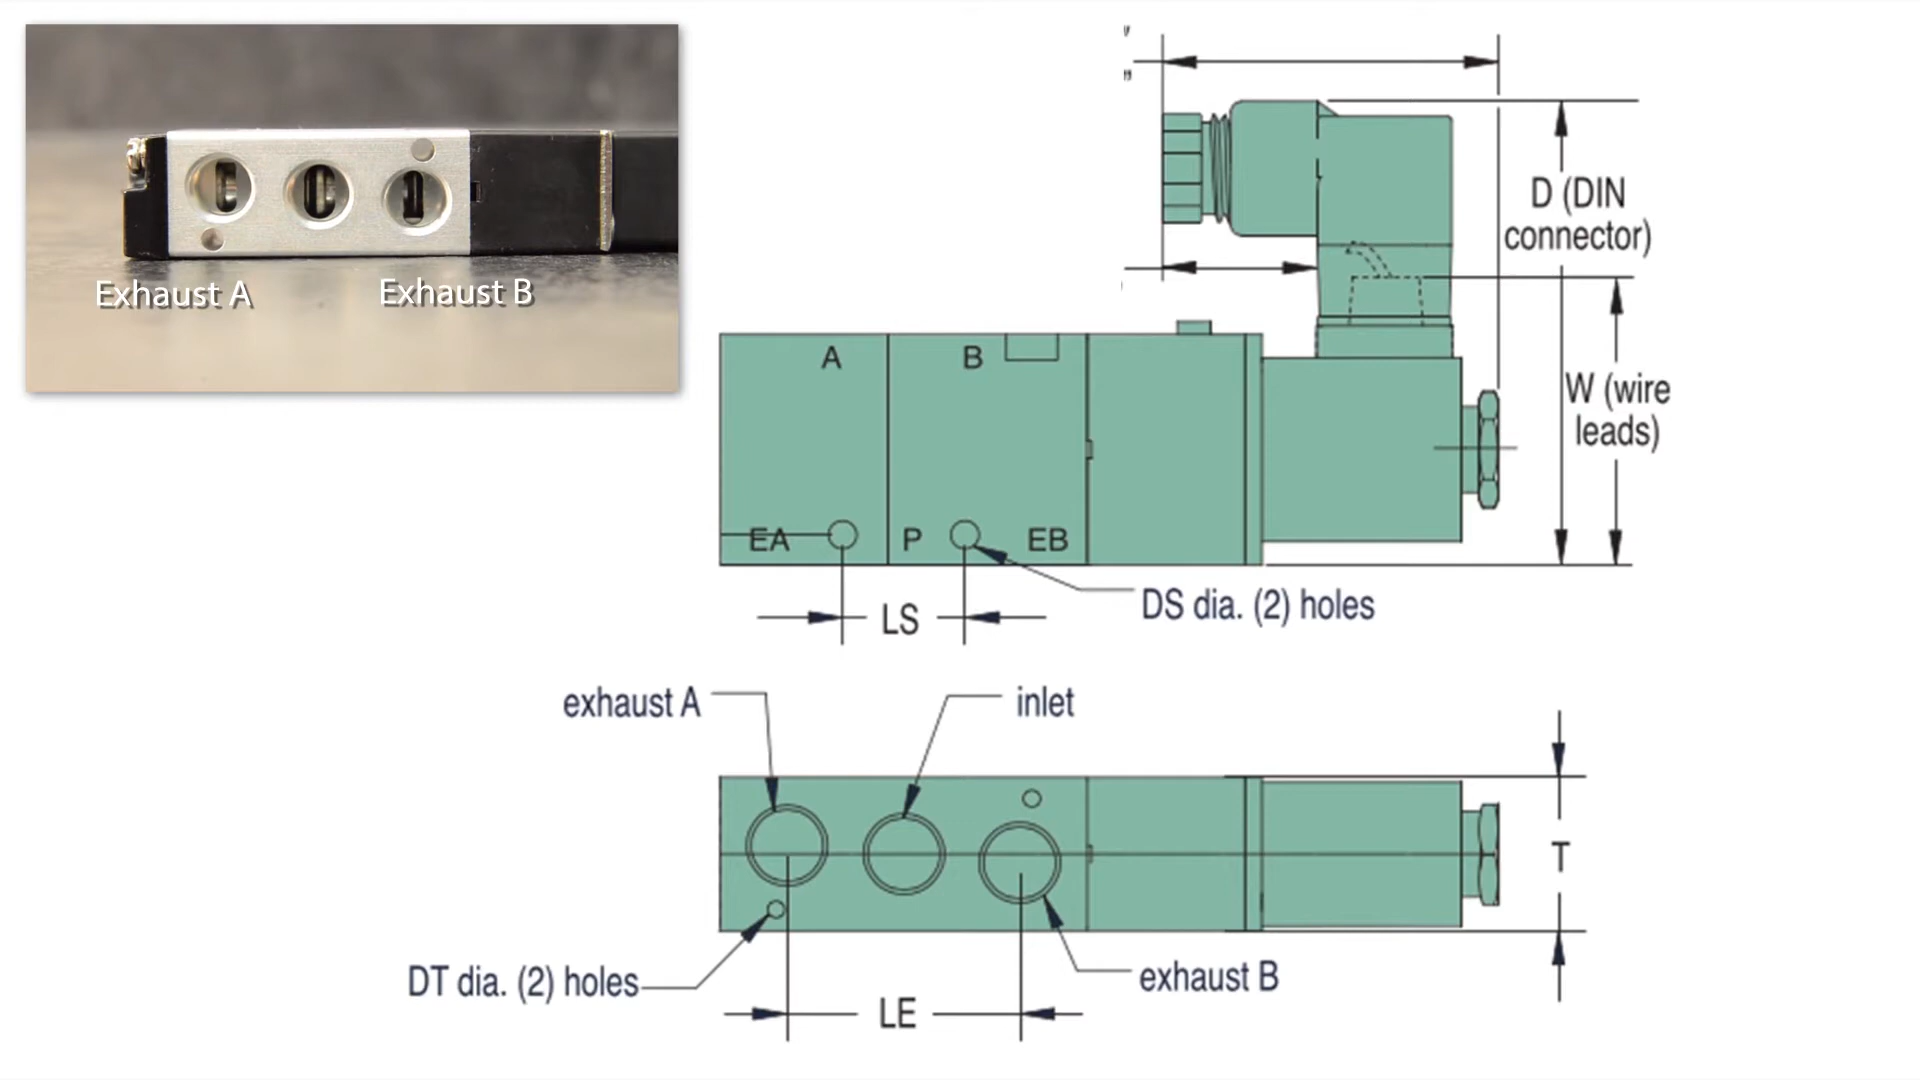 Exhaust A
Exhaust B
D (DIN
connector)
W (wire
leads)
A
B
EA
P
EB
LS
DS dia. (2) holes
exhaust A
inlet
T
DT dia. (2) holes
LE
exhaust B